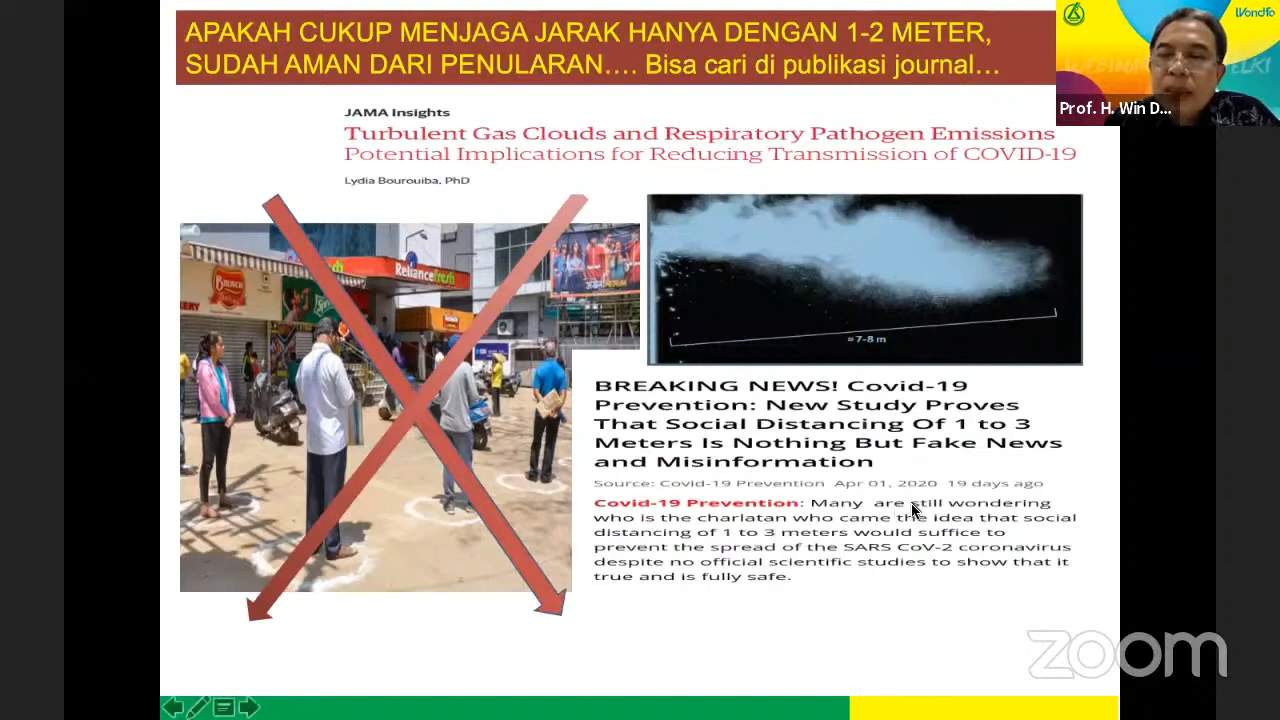 APAKAH CUKUP MENJAGA JARAK HANYA DENGAN 1-2 METER,
SUDAH AMAN DARI PENULARAN.... Bisa cari di publikasi journal...
Wondfo
Prof. H. Win D...
JAMA Insights
Turbulent Gas Clouds and Respiratory Pathogen Emissions
Potential Implications for Reducing Transmission of COVID-19
Lydia Bourouiba, PhD
Reliancefresh
≈7-8 m
BREAKING NEWS! Covid-19
Prevention: New Study Proves
That Social Distancing Of 1 to 3
Meters Is Nothing But Fake News
and Misinformation
Source: Covid-19 Prevention Apr 01, 2020 19 days ago
Covid-19 Prevention: Many are still wondering
who is the charlatan who came the idea that social
distancing of 1 to 3 meters would suffice to
prevent the spread of the SARS CoV-2 coronavirus
despite no official scientific studies to show that it
true and is fully safe.
zoom